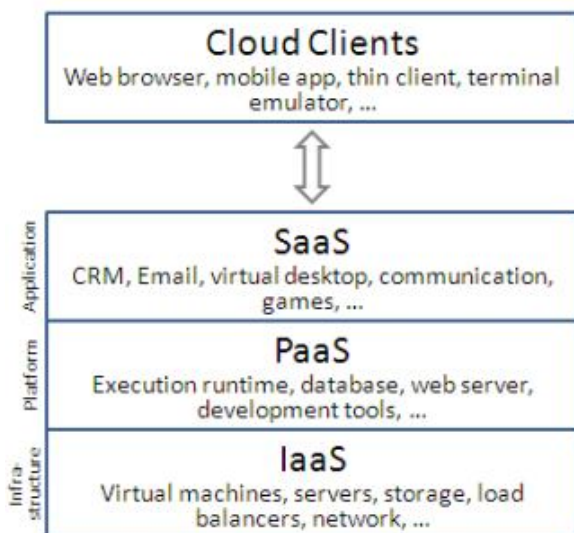 Cloud Clients
Web browser, mobile app, thin client, terminal
emulator, ...
Application
SaaS
CRM, Email, virtual desktop, communication,
games, ...
Platform
PaaS
Execution runtime, database, web server,
development tools, ...
Infra-
structure
IaaS
Virtual machines, servers, storage, load
balancers, network, ...